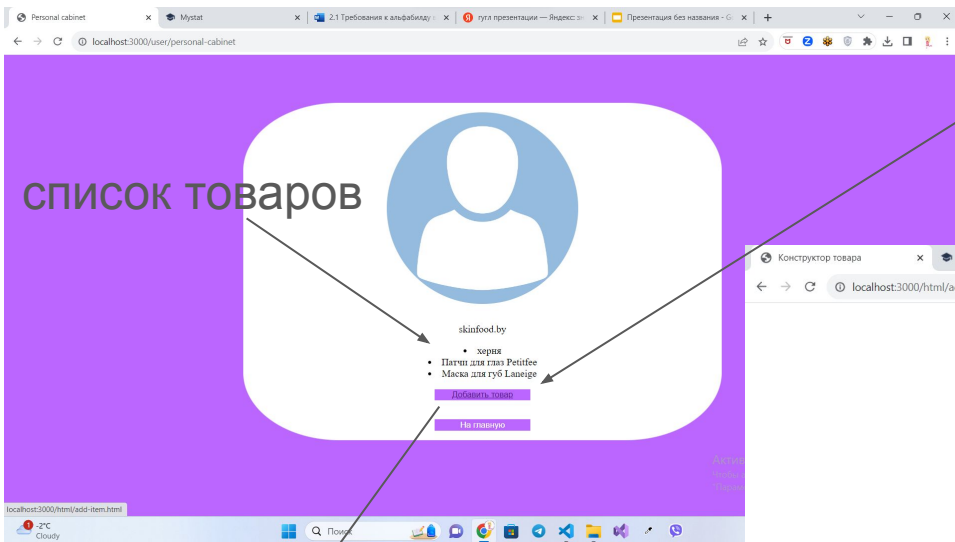 Personal cabinet
Mystat
2.1 Требования к альфабилду
гугл презентации — Яндекс:
Презентация без названия - G
localhost:3000/user/personal-cabinet
список товаров
Конструктор товара
localhost:3000/html/a
skinfood.by
херня
Патчи для глаз Petitfee
Маска для губ Laneige
Добавить товар
На главную
localhost:3000/html/add-item.html
1
-2°C
Cloudy
Поиск